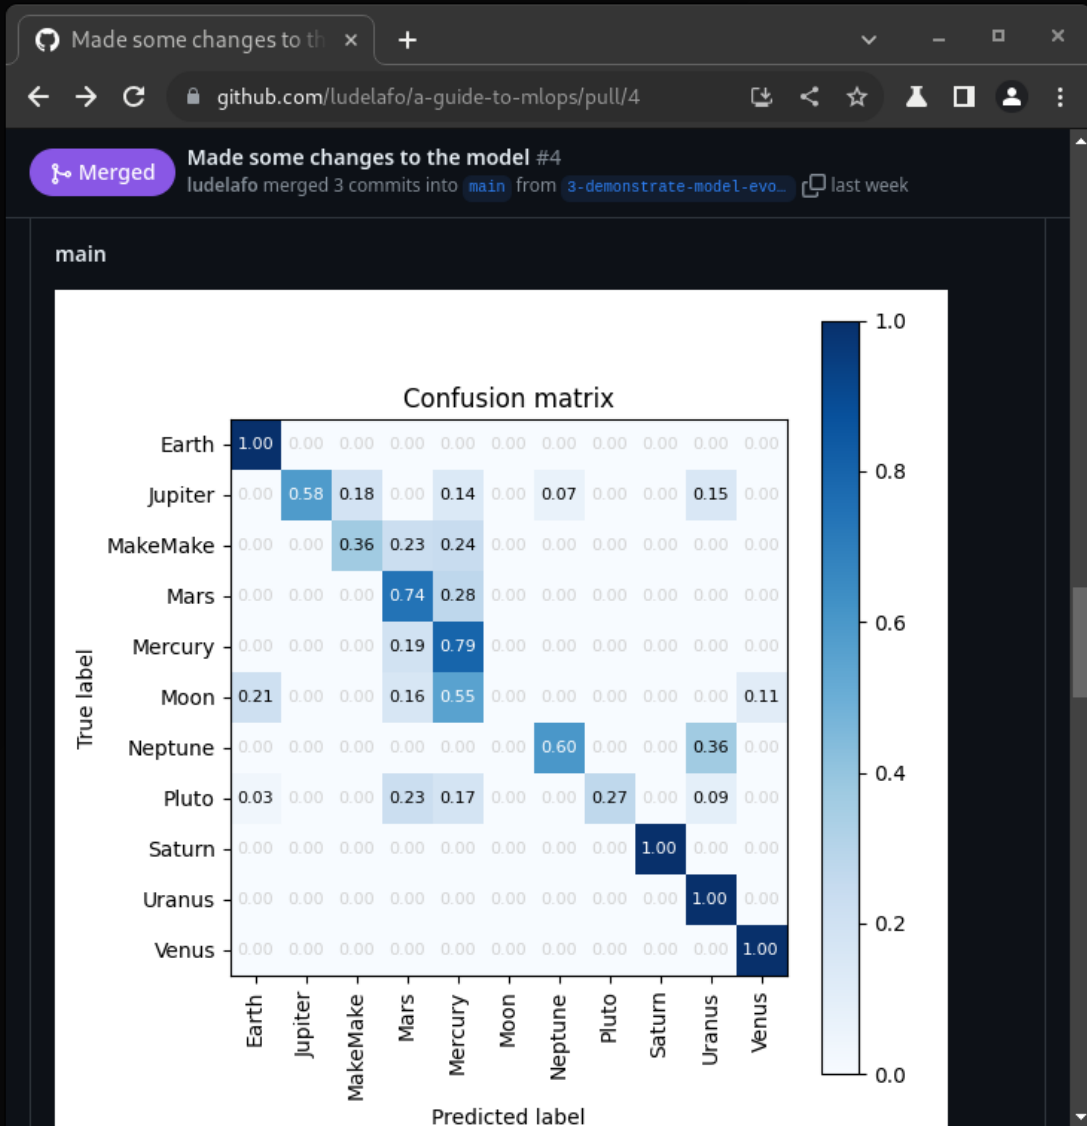 Made some changes to th
github.com/ludelafo/a-guide-to-mlops/pull/4
Merged
Made some changes to the model #4
ludelafo merged 3 commits into main from 3-demonstrate-model-evo… last week
main
Confusion matrix
True label
Earth 1.00 0.00 0.00 0.00 0.00 0.00 0.00 0.00 0.00 0.00 0.00
Jupiter 0.00 0.58 0.18 0.00 0.14 0.00 0.07 0.00 0.00 0.15 0.00
MakeMake 0.00 0.00 0.36 0.23 0.24 0.00 0.00 0.00 0.00 0.00 0.00
Mars 0.00 0.00 0.00 0.74 0.28 0.00 0.00 0.00 0.00 0.00 0.00
Mercury 0.00 0.00 0.00 0.19 0.79 0.00 0.00 0.00 0.00 0.00 0.00
Moon 0.21 0.00 0.00 0.16 0.55 0.00 0.00 0.00 0.00 0.00 0.11
Neptune 0.00 0.00 0.00 0.00 0.00 0.00 0.60 0.00 0.00 0.36 0.00
Pluto 0.03 0.00 0.00 0.23 0.17 0.00 0.00 0.27 0.00 0.09 0.00
Saturn 0.00 0.00 0.00 0.00 0.00 0.00 0.00 0.00 1.00 0.00 0.00
Uranus 0.00 0.00 0.00 0.00 0.00 0.00 0.00 0.00 0.00 1.00 0.00
Venus 0.00 0.00 0.00 0.00 0.00 0.00 0.00 0.00 0.00 0.00 1.00
Earth Jupiter MakeMake Mars Mercury Moon Neptune Pluto Saturn Uranus Venus
Predicted label
1.0
0.8
0.6
0.4
0.2
0.0